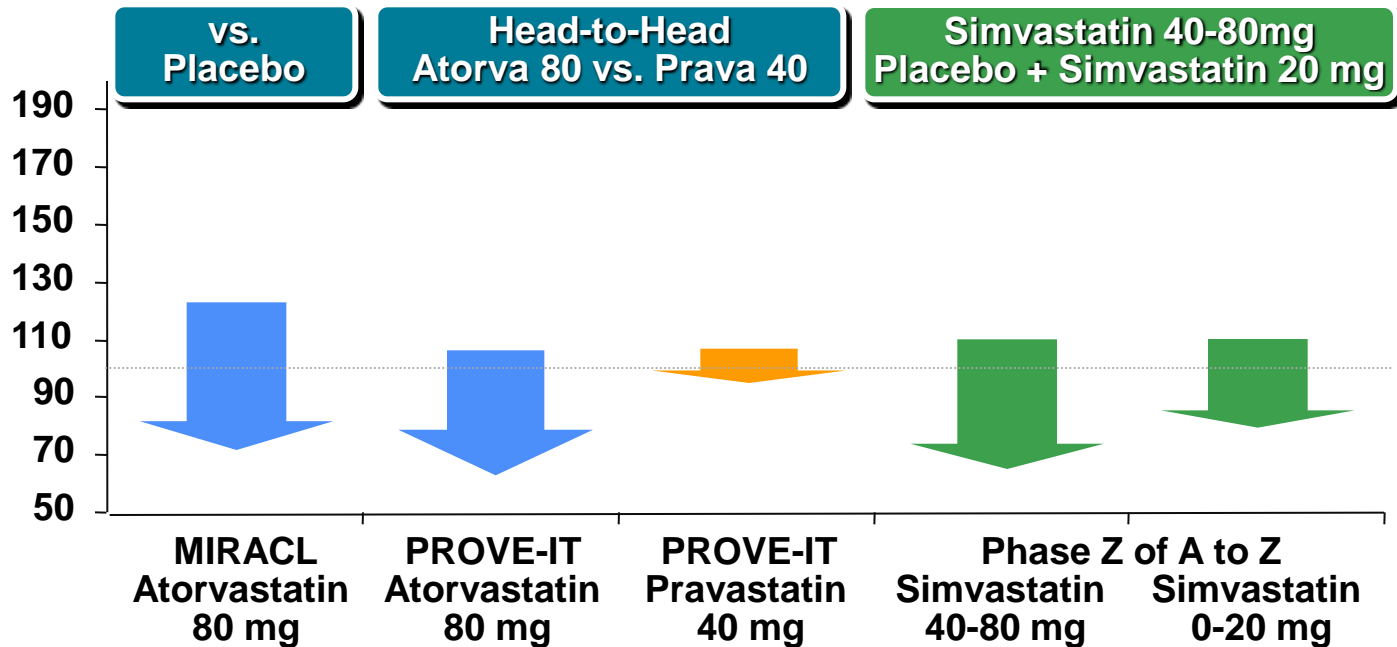 vs.
Placebo
Head-to-Head
Atorva 80 vs. Prava 40
Simvastatin 40-80mg
Placebo + Simvastatin 20 mg
190
170
150
130
110
90
70
50
MIRACL
Atorvastatin
80 mg
PROVE-IT
Atorvastatin
80 mg
PROVE-IT
Pravastatin
40 mg
Phase Z of A to Z
Simvastatin
40-80 mg
Simvastatin
0-20 mg